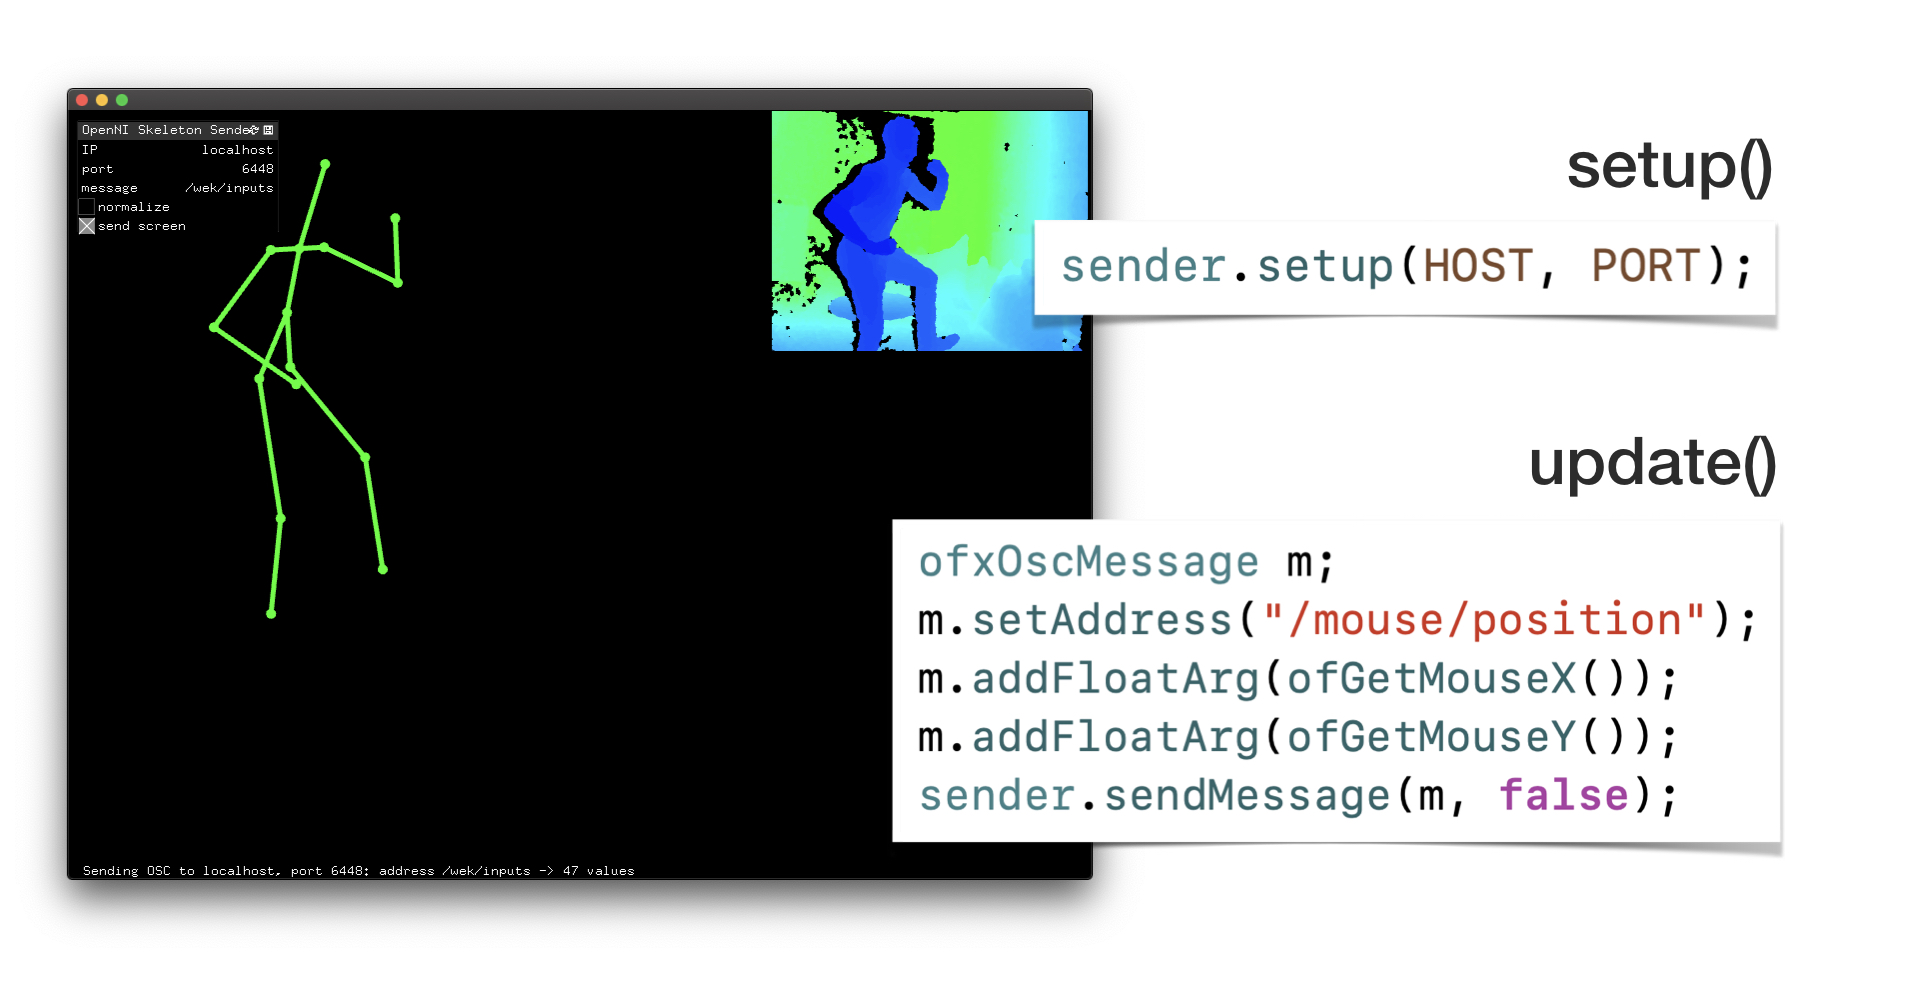 OpenNI Skeleton Sender
IP localhost
port 6448
message /wek/inputs
normalize
send screen
Sending OSC to localhost, port 6448: address /wek/inputs -> 47 values
setup()
sender.setup(HOST, PORT);
update()
ofxOscMessage m;
m.setAddress("/mouse/position");
m.addFloatArg(ofGetMouseX());
m.addFloatArg(ofGetMouseY());
sender.sendMessage(m, false);